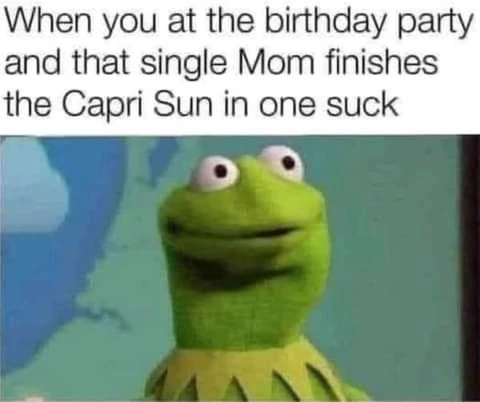 When you at the birthday party
and that single Mom finishes
the Capri Sun in one suck